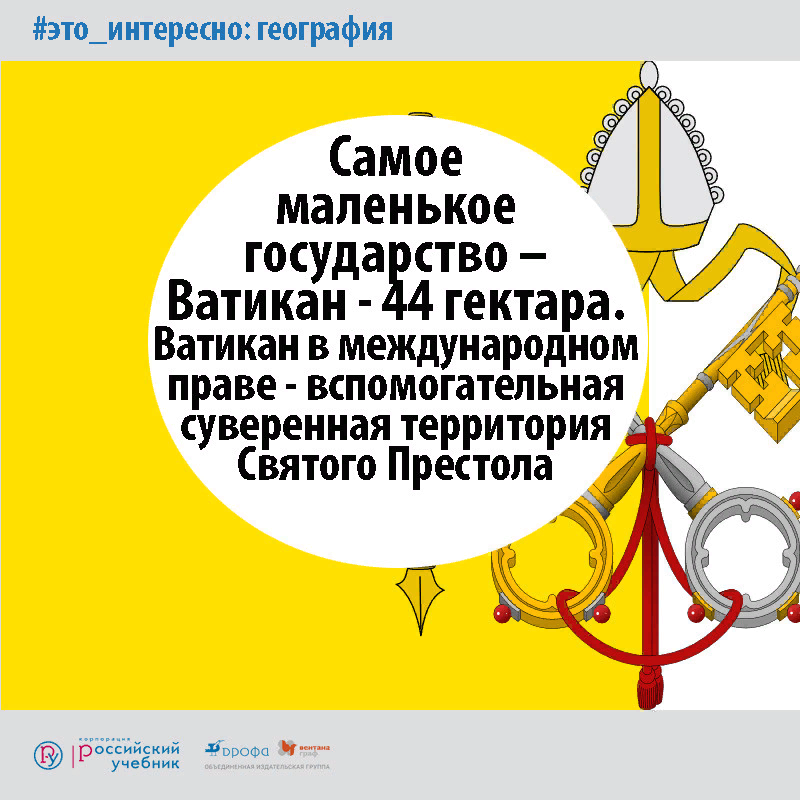 #это_интересно: география
Самое
маленькое
государство –
Ватикан - 44 гектара.
Ватикан в международном
праве - вспомогательная
суверенная территория
Святого Престола
корпорация
российский
учебник
дрофа
вентана
граф
ОБЪЕДИНЕННАЯ ИЗДАТЕЛЬСКАЯ ГРУППА